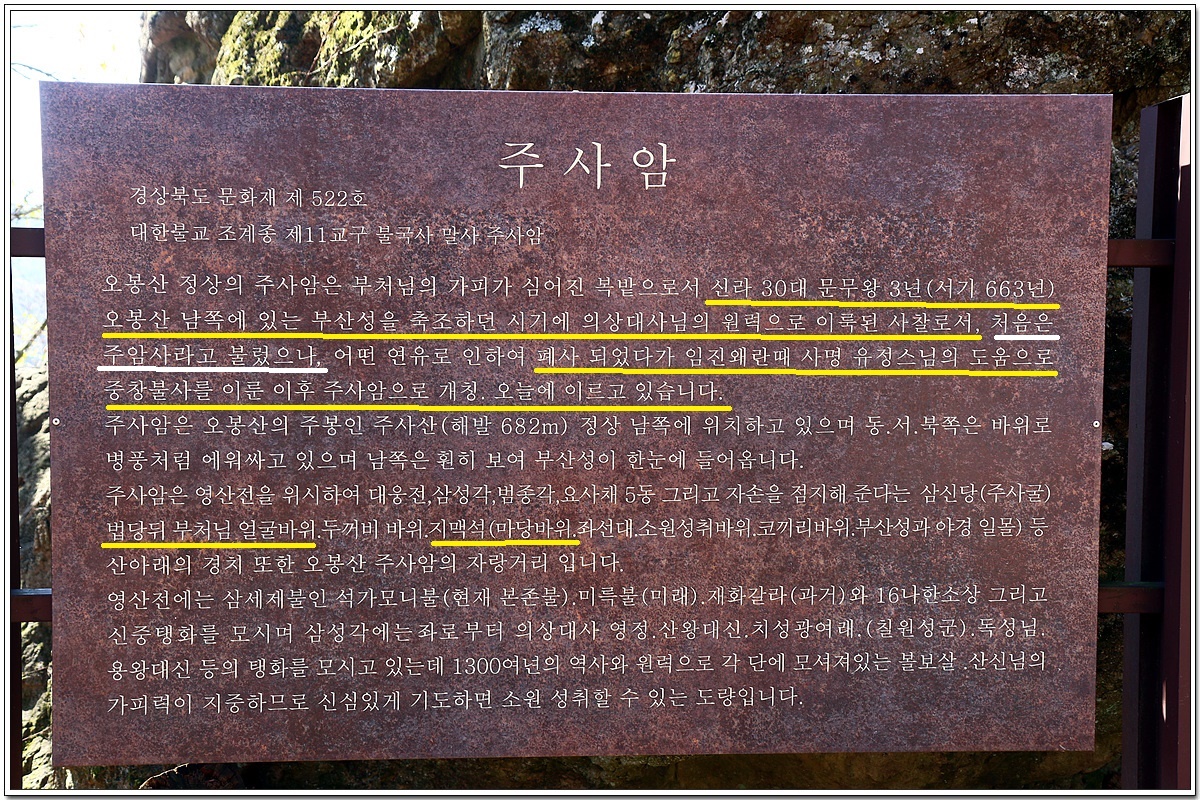 주사암
경상북도 문화재 제 522호
대한불교 조계종 제11교구 불국사 말사 주사암
오봉산 정상의 주사암은 부처님의 가피가 심어진 복밭으로서 신라 30대 문무왕 3년(서기 663년)
오봉산 남쪽에 있는 부산성을 축조하던 시기에 의상대사님의 원력으로 이룩된 사찰로서, 처음은
주암사라고 불렀으나, 어떤 연유로 인하여 폐사 되었다가 임진왜란때 사명 유정스님의 도움으로
중창불사를 이룬 이후 주사암으로 개칭. 오늘에 이르고 있습니다.
주사암은 오봉산의 주봉인 주사산(해발 682m) 정상 남쪽에 위치하고 있으며 동.서.북쪽은 바위로
병풍처럼 에워싸고 있으며 남쪽은 훤히 보여 부산성이 한눈에 들어옵니다.
주사암은 영산전을 위시하여 대웅전,삼성각,범종각,요사채 5동 그리고 자손을 점지해 준다는 삼신당(주사굴)
법당뒤 부처님 얼굴바위.두꺼비 바위.지맥석(마당바위.좌선대.소원성취바위.코끼리바위.부산성과 야경 일몰) 등
산아래의 경치 또한 오봉산 주사암의 자랑거리 입니다.
영산전에는 삼세제불인 석가모니불(현재 본존불).미륵불(미래).재화갈라(과거)와 16나한소상 그리고
신중탱화를 모시며 삼성각에는좌로부터 의상대사 영정.산왕대신.치성광여래.(칠원성군).독성님.
용왕대신 등의 탱화를 모시고 있는데 1300여년의 역사와 원력으로 각 단에 모셔져있는 불보살.산신님의
가피력이 지중하므로 신심있게 기도하면 소원 성취할 수 있는 도량입니다.